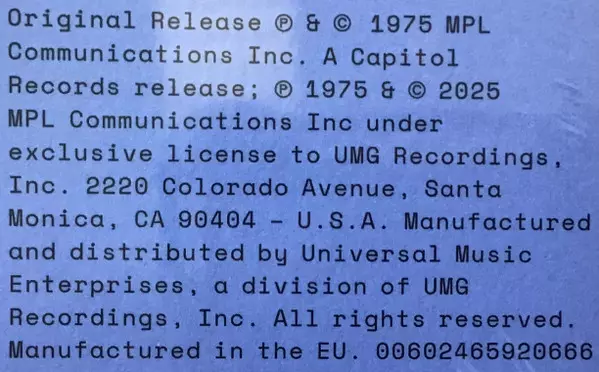 Original Release ℗ & © 1975 MPL
Communications Inc. A Capitol
Records release; ℗ 1975 & © 2025
MPL Communications Inc under
exclusive license to UMG Recordings,
Inc. 2220 Colorado Avenue, Santa
Monica, CA 90404 – U.S.A. Manufactured
and distributed by Universal Music
Enterprises, a division of UMG
Recordings, Inc. All rights reserved.
Manufactured in the EU. 00602465920666